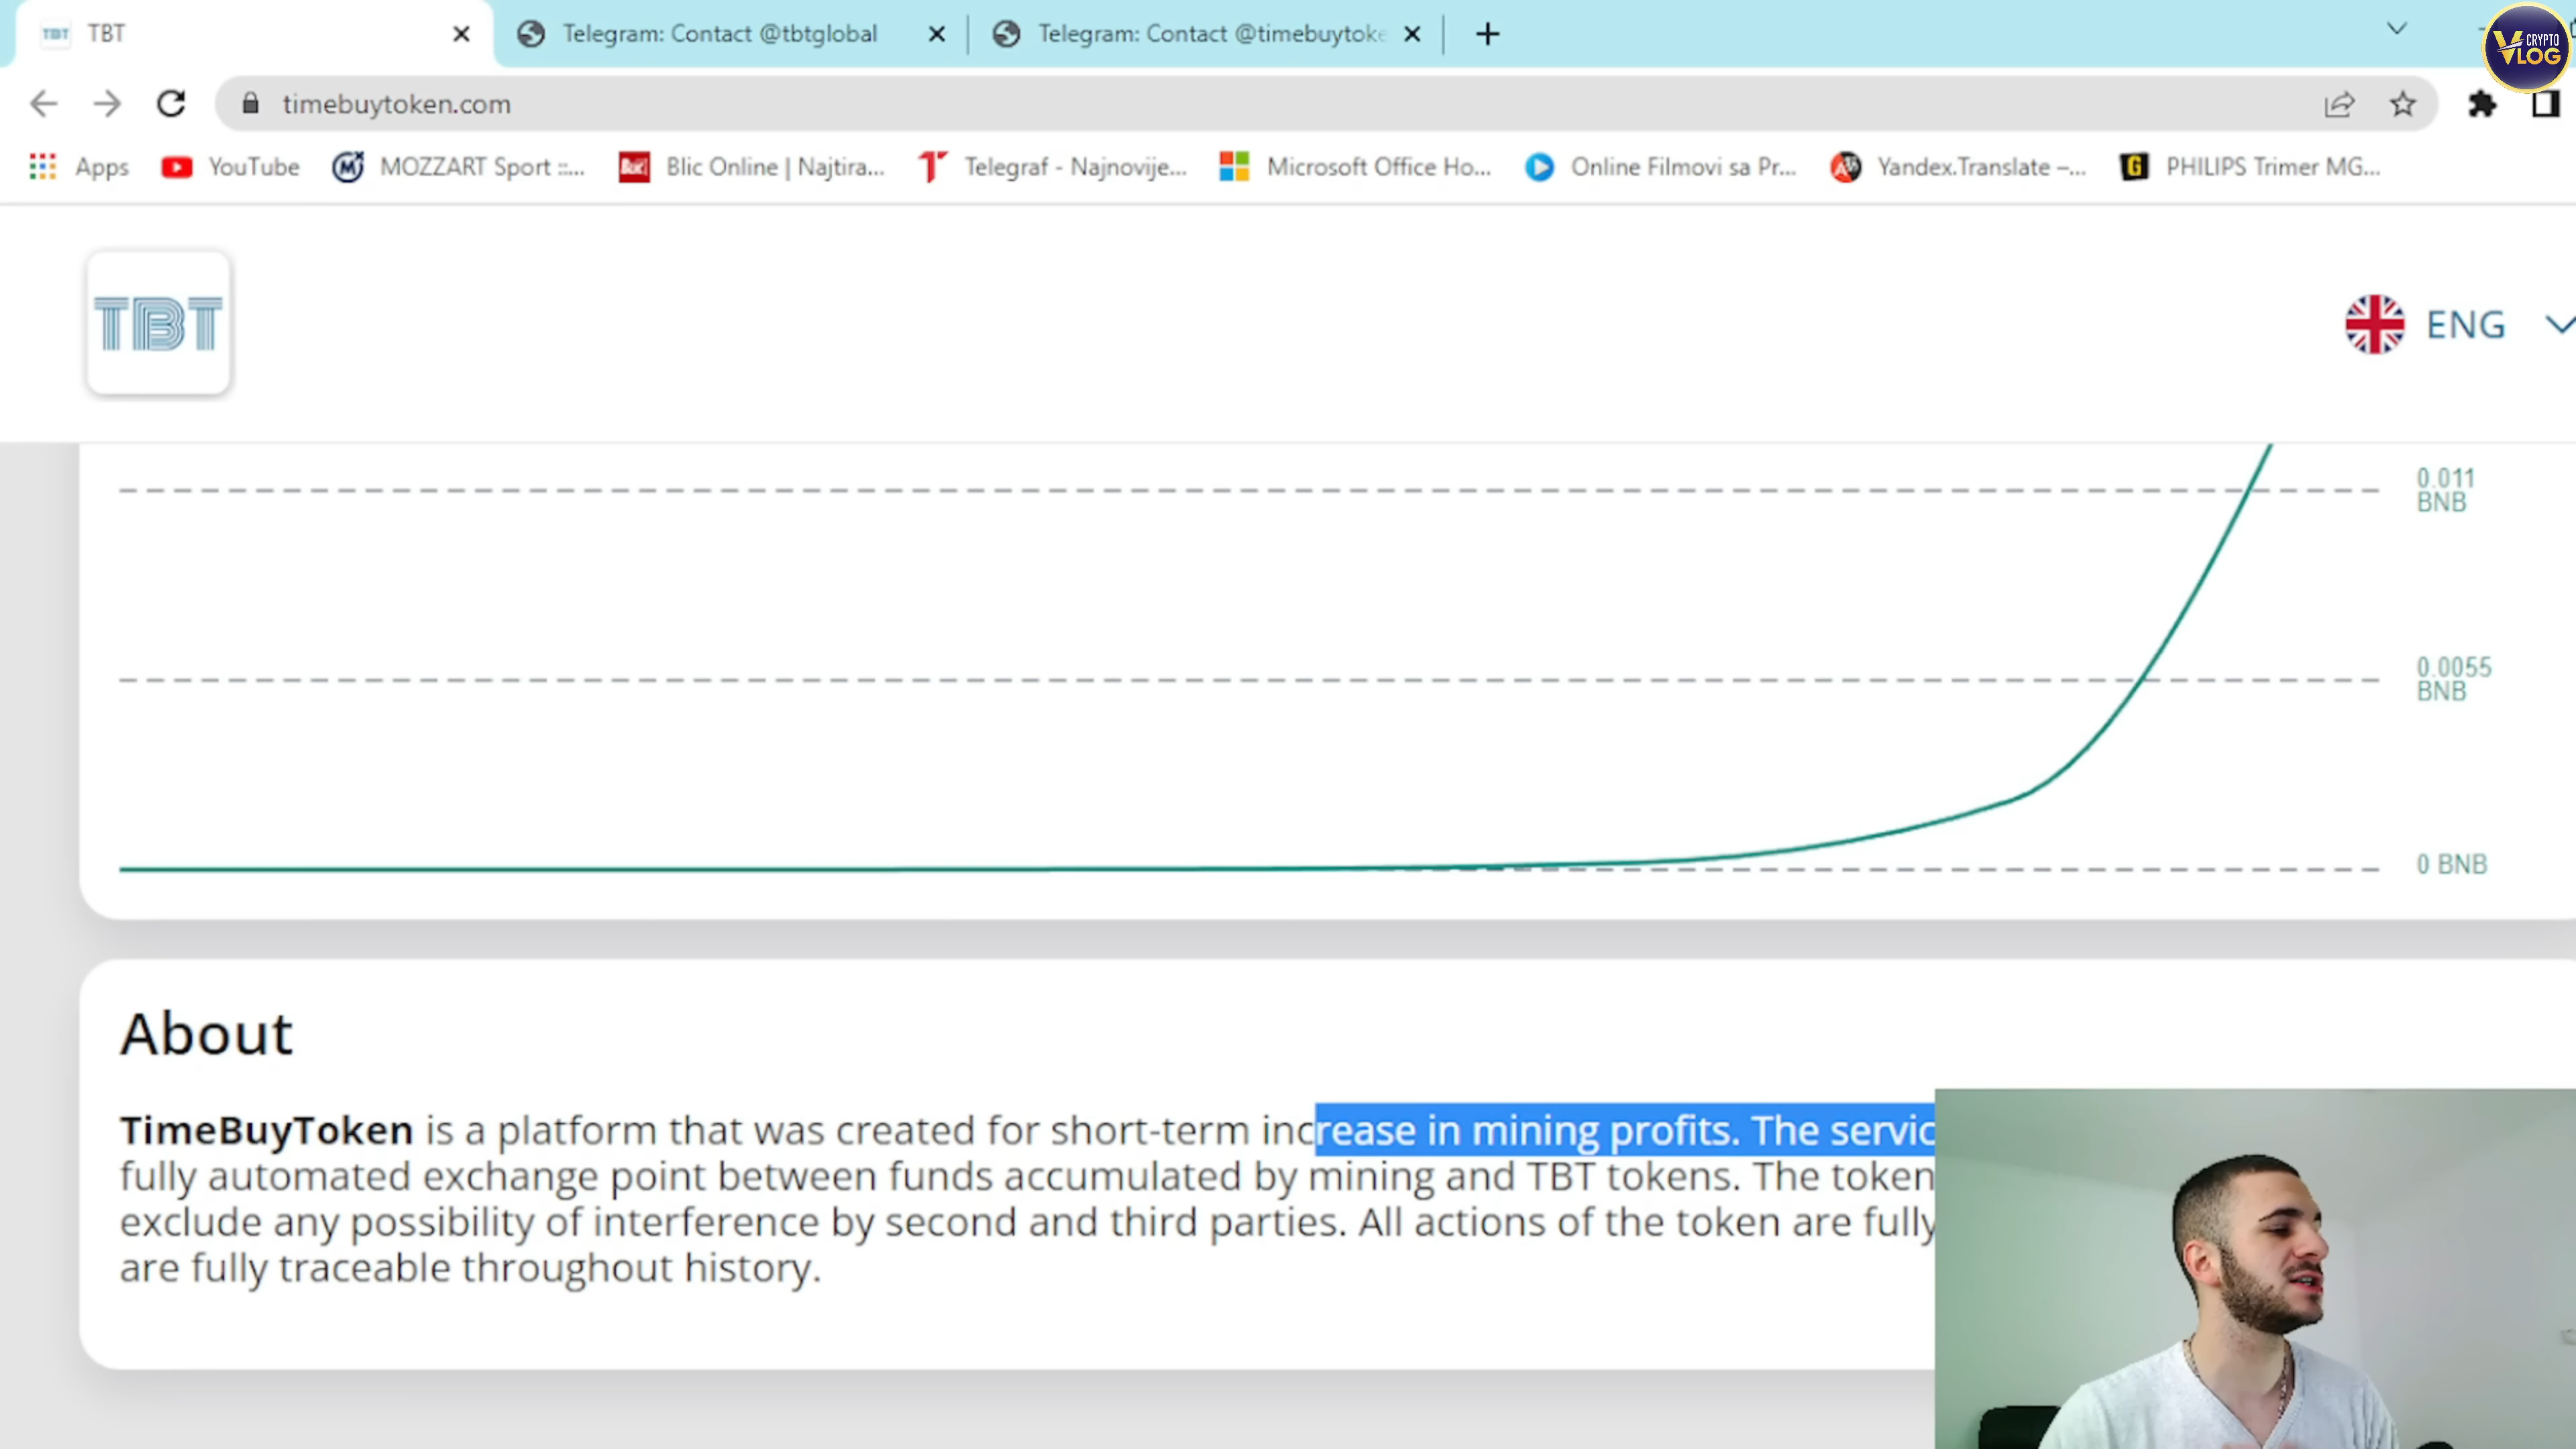 TBT TBT
Telegram: Contact @tbtglobal
Telegram: Contact @timebuytoke
VCRYPTO
VLOG
timebuytoken.com
Apps
YouTube
MOZZART Sport ::...
Blic Online | Najtira...
Telegraf - Najnovije...
Microsoft Office Ho...
Online Filmovi sa Pr...
Yandex.Translate –...
PHILIPS Trimer MG...
TBT
ENG
0.011
BNB
0.0055
BNB
0 BNB
About
TimeBuyToken is a platform that was created for short-term increase in mining profits. The servic
fully automated exchange point between funds accumulated by mining and TBT tokens. The token
exclude any possibility of interference by second and third parties. All actions of the token are fully
are fully traceable throughout history.